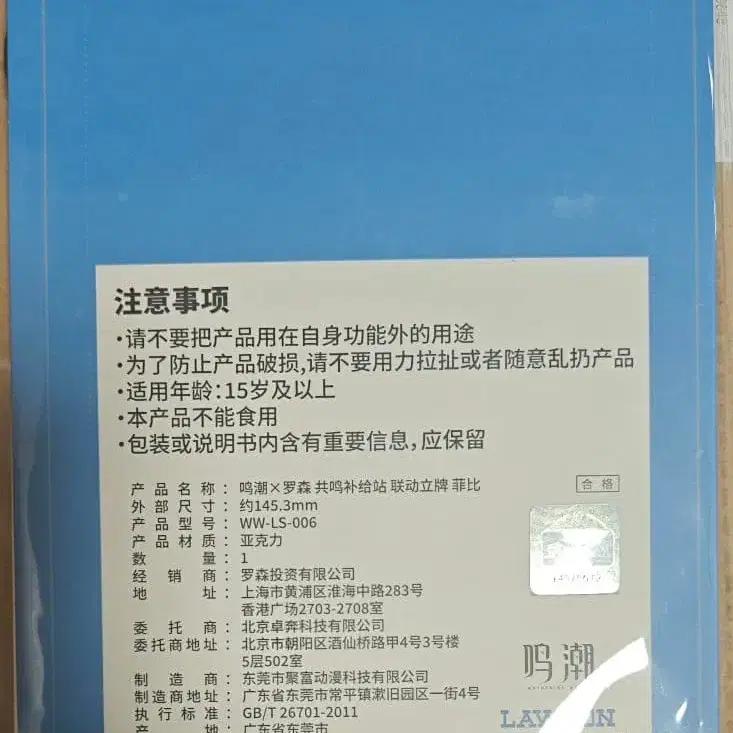 注意事项
·请不要把产品用在自身功能外的用途
·为了防止产品破损,请不要用力拉扯或者随意乱扔产品
·适用年龄:15岁及以上
·本产品不能食用
·包装或说明书内含有重要信息,应保留
产品名称:鸣潮×罗森 共鸣补给站 联动立牌 菲比
合格
外部尺寸:约145.3mm
产品型号:WW-LS-006
产品材质:亚克力
数量:1
经销商:罗森投资有限公司
地址:上海市黄浦区淮海中路283号
香港广场2703-2708室
委托商:北京卓奔科技有限公司
委托商地址:北京市朝阳区酒仙桥路甲4号3号楼
5层502室
制造商:东莞市聚富动漫科技有限公司
制造商地址:广东省东莞市常平镇漱旧园区一街4号
执行标准:GB/T 26701-2011
产地:广东省东莞市
鸣潮